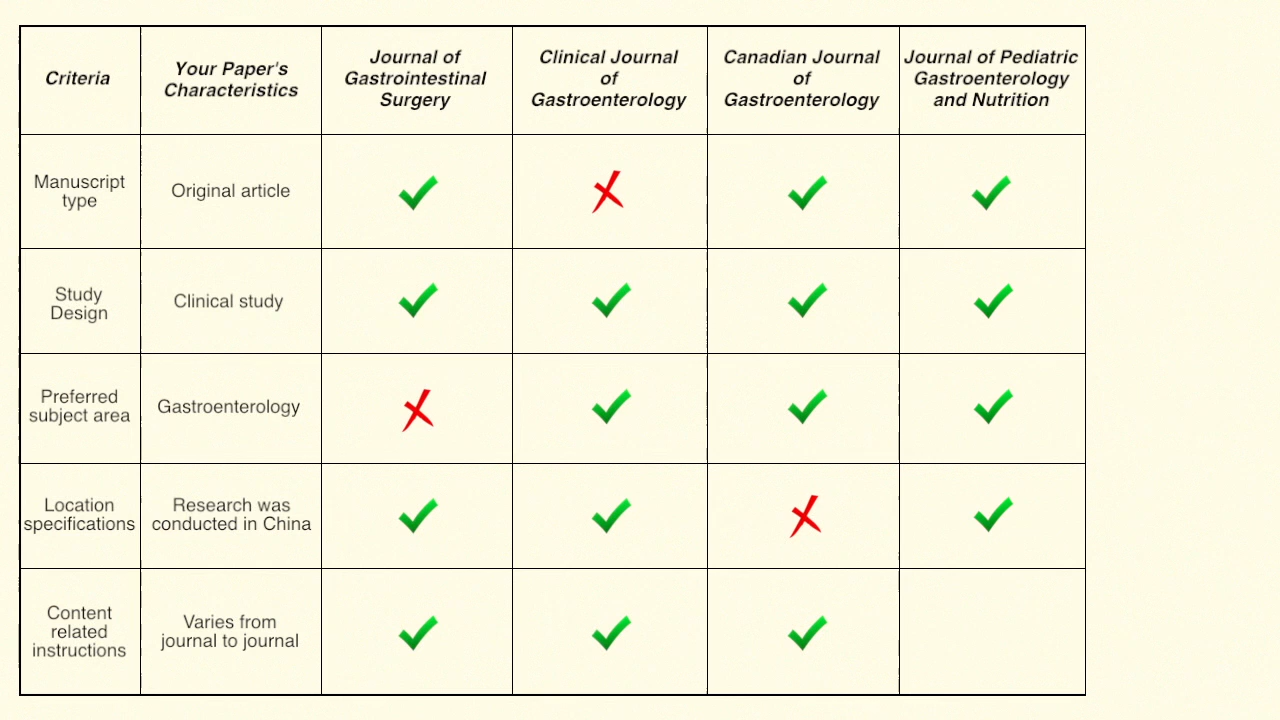 Criteria
Your Paper's
Characteristics
Journal of
Gastrointestinal
Surgery
Clinical Journal
of
Gastroenterology
Canadian Journal
of
Gastroenterology
Journal of Pediatric
Gastroenterology
and Nutrition
Manuscript
type
Original article
Study
Design
Clinical study
Preferred
subject area
Gastroenterology
Location
specifications
Research was
conducted in China
Content
related
instructions
Varies from
journal to journal